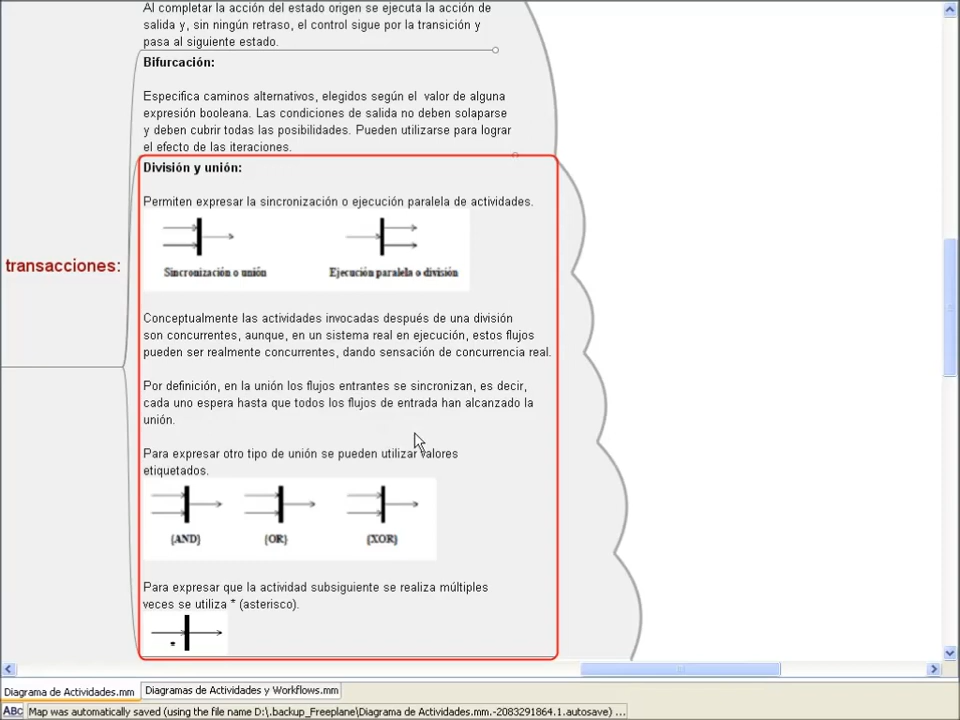 Al completar la acción del estado origen se ejecuta la acción de
salida y, sin ningún retraso, el control sigue por la transición y
pasa al siguiente estado.
Bifurcación:
Especifica caminos alternativos, elegidos según el valor de alguna
expresión booleana. Las condiciones de salida no deben solaparse
y deben cubrir todas las posibilidades. Pueden utilizarse para lograr
el efecto de las iteraciones.
transacciones:
División y unión:
Permiten expresar la sincronización o ejecución paralela de actividades.
Sincronización o unión
Ejecución paralela o división
Conceptualmente las actividades invocadas después de una división
son concurrentes, aunque, en un sistema real en ejecución, estos flujos
pueden ser realmente concurrentes, dando sensación de concurrencia real.
Por definición, en la unión los flujos entrantes se sincronizan, es decir,
cada uno espera hasta que todos los flujos de entrada han alcanzado la
unión.
Para expresar otro tipo de unión se pueden utilizar valores
etiquetados.
{AND} {OR} {XOR}
Para expresar que la actividad subsiguiente se realiza múltiples
veces se utiliza * (asterisco).
*
Diagrama de Actividades.mm Diagramas de Actividades y Workflows.mm
ABC Map was automatically saved (using the file name D:\.backup_Freeplane\Diagrama de Actividades.mm.-2083291864.1.autosave) ...